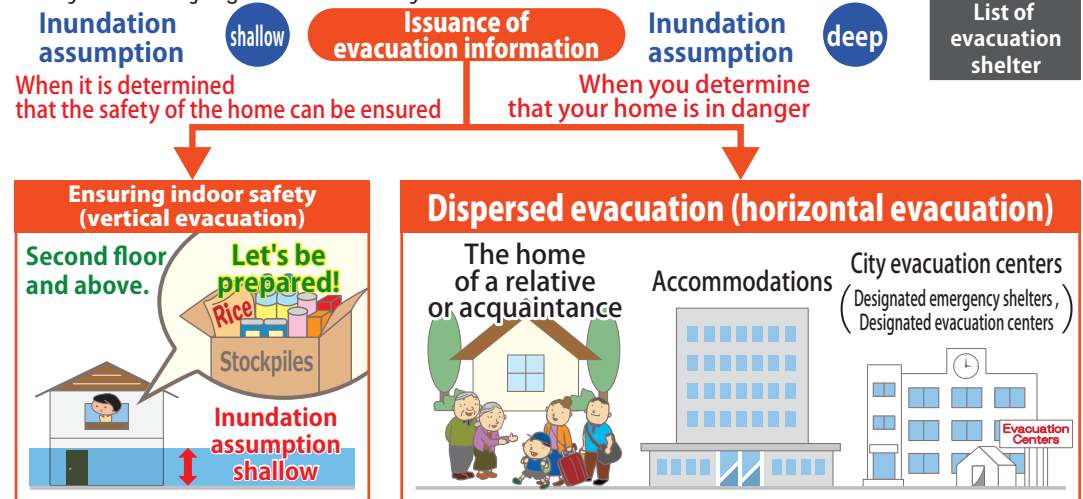 Inundation
assumption
shallow
Issuance of
evacuation information
Inundation
assumption
deep
List of
evacuation
shelter
When it is determined
that the safety of the home can be ensured
When you determine
that your home is in danger
Ensuring indoor safety
(vertical evacuation)
Second floor
and above.
Let's be
prepared!
Rice
Stockpiles
Inundation
assumption
shallow
Dispersed evacuation (horizontal evacuation)
The home
of a relative
or acquaintance
Accommodations
City evacuation centers
(Designated emergency shelters ,
Designated evacuation centers)
Evacuation
Centers